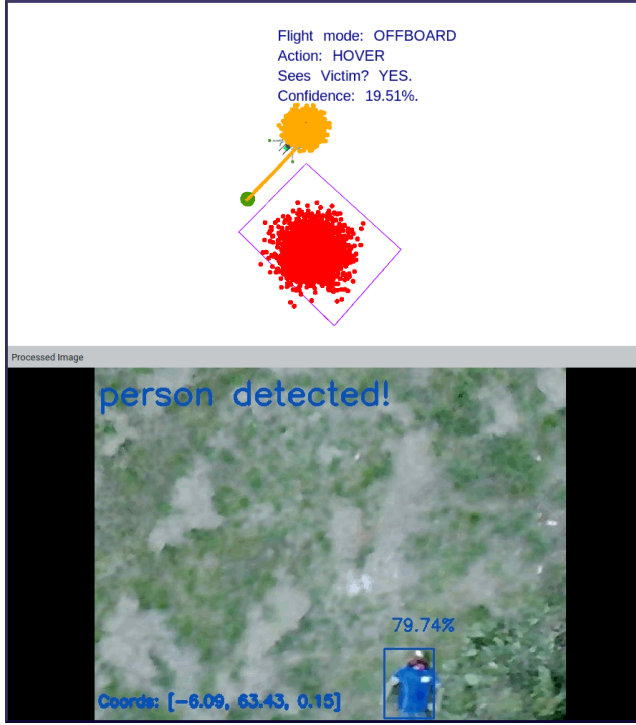 Flight mode: OFFBOARD
Action: HOVER
Sees Victim? YES.
Confidence: 19.51%.
Processed Image
person detected!
79.74%
Coords: [-6.09, 63.43, 0.15]